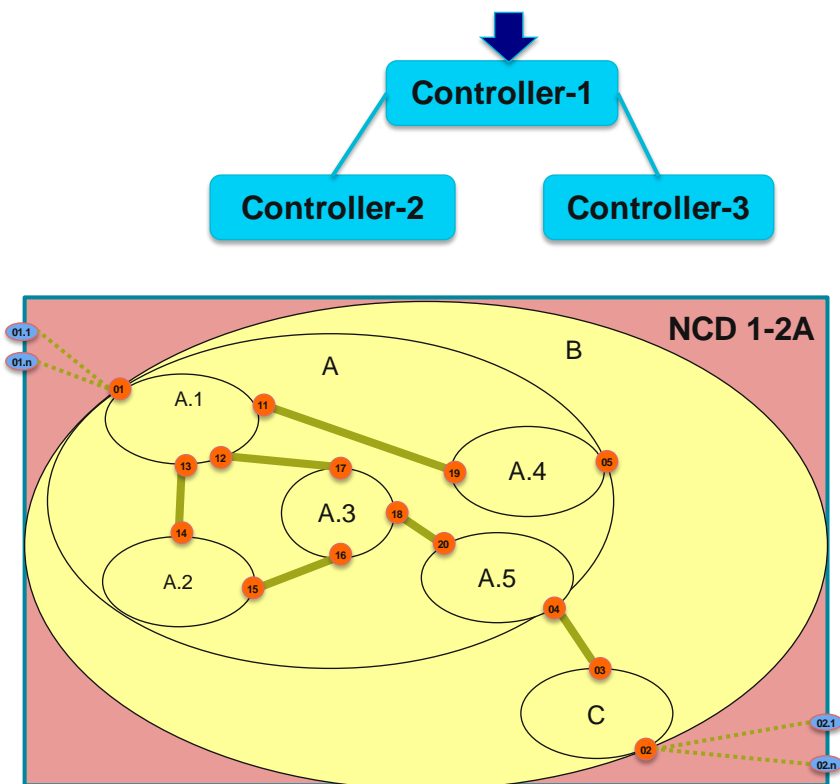 Controller-1
Controller-2 Controller-3
NCD 1-2A
01.1
01.n
A
B
01
A.1
11
13
12
17
19
A.4
05
14
A.3
18
16
20
A.2
15
A.5
04
03
C
02
02.1
02.n